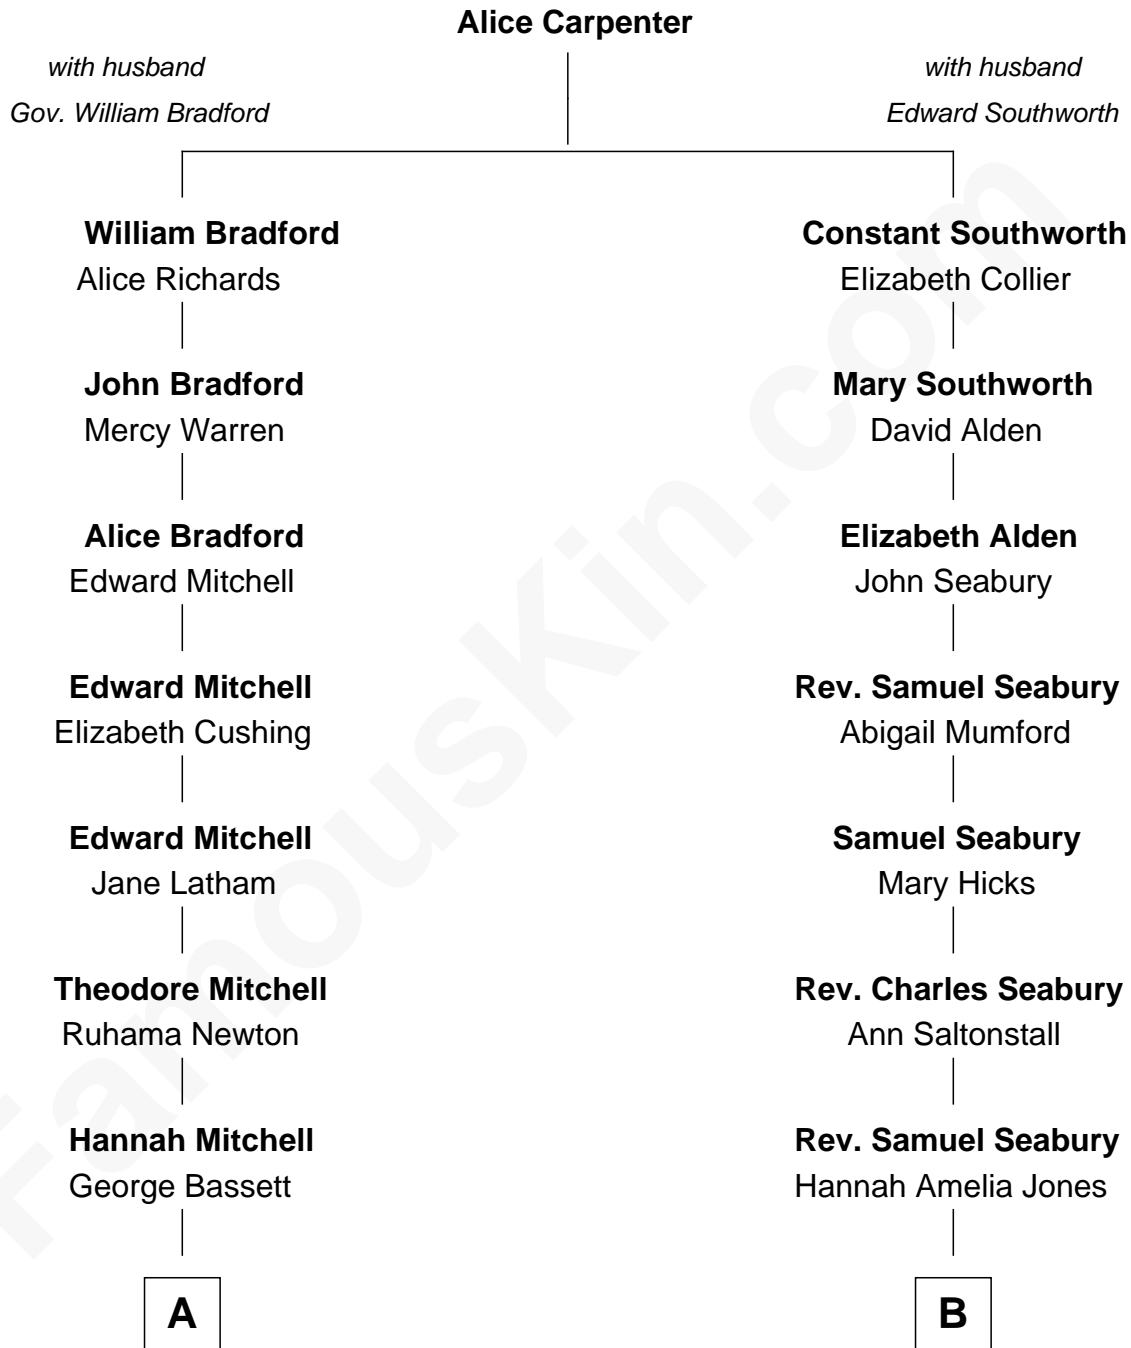 Alice Carpenter
with husband
Gov. William Bradford
with husband
Edward Southworth
William Bradford
Alice Richards
Constant Southworth
Elizabeth Collier
John Bradford
Mercy Warren
Mary Southworth
David Alden
Alice Bradford
Edward Mitchell
Elizabeth Alden
John Seabury
Edward Mitchell
Elizabeth Cushing
Rev. Samuel Seabury
Abigail Mumford
Edward Mitchell
Jane Latham
Samuel Seabury
Mary Hicks
Theodore Mitchell
Ruhama Newton
Rev. Charles Seabury
Ann Saltonstall
Hannah Mitchell
George Bassett
Rev. Samuel Seabury
Hannah Amelia Jones
A
B
FamousKin.com